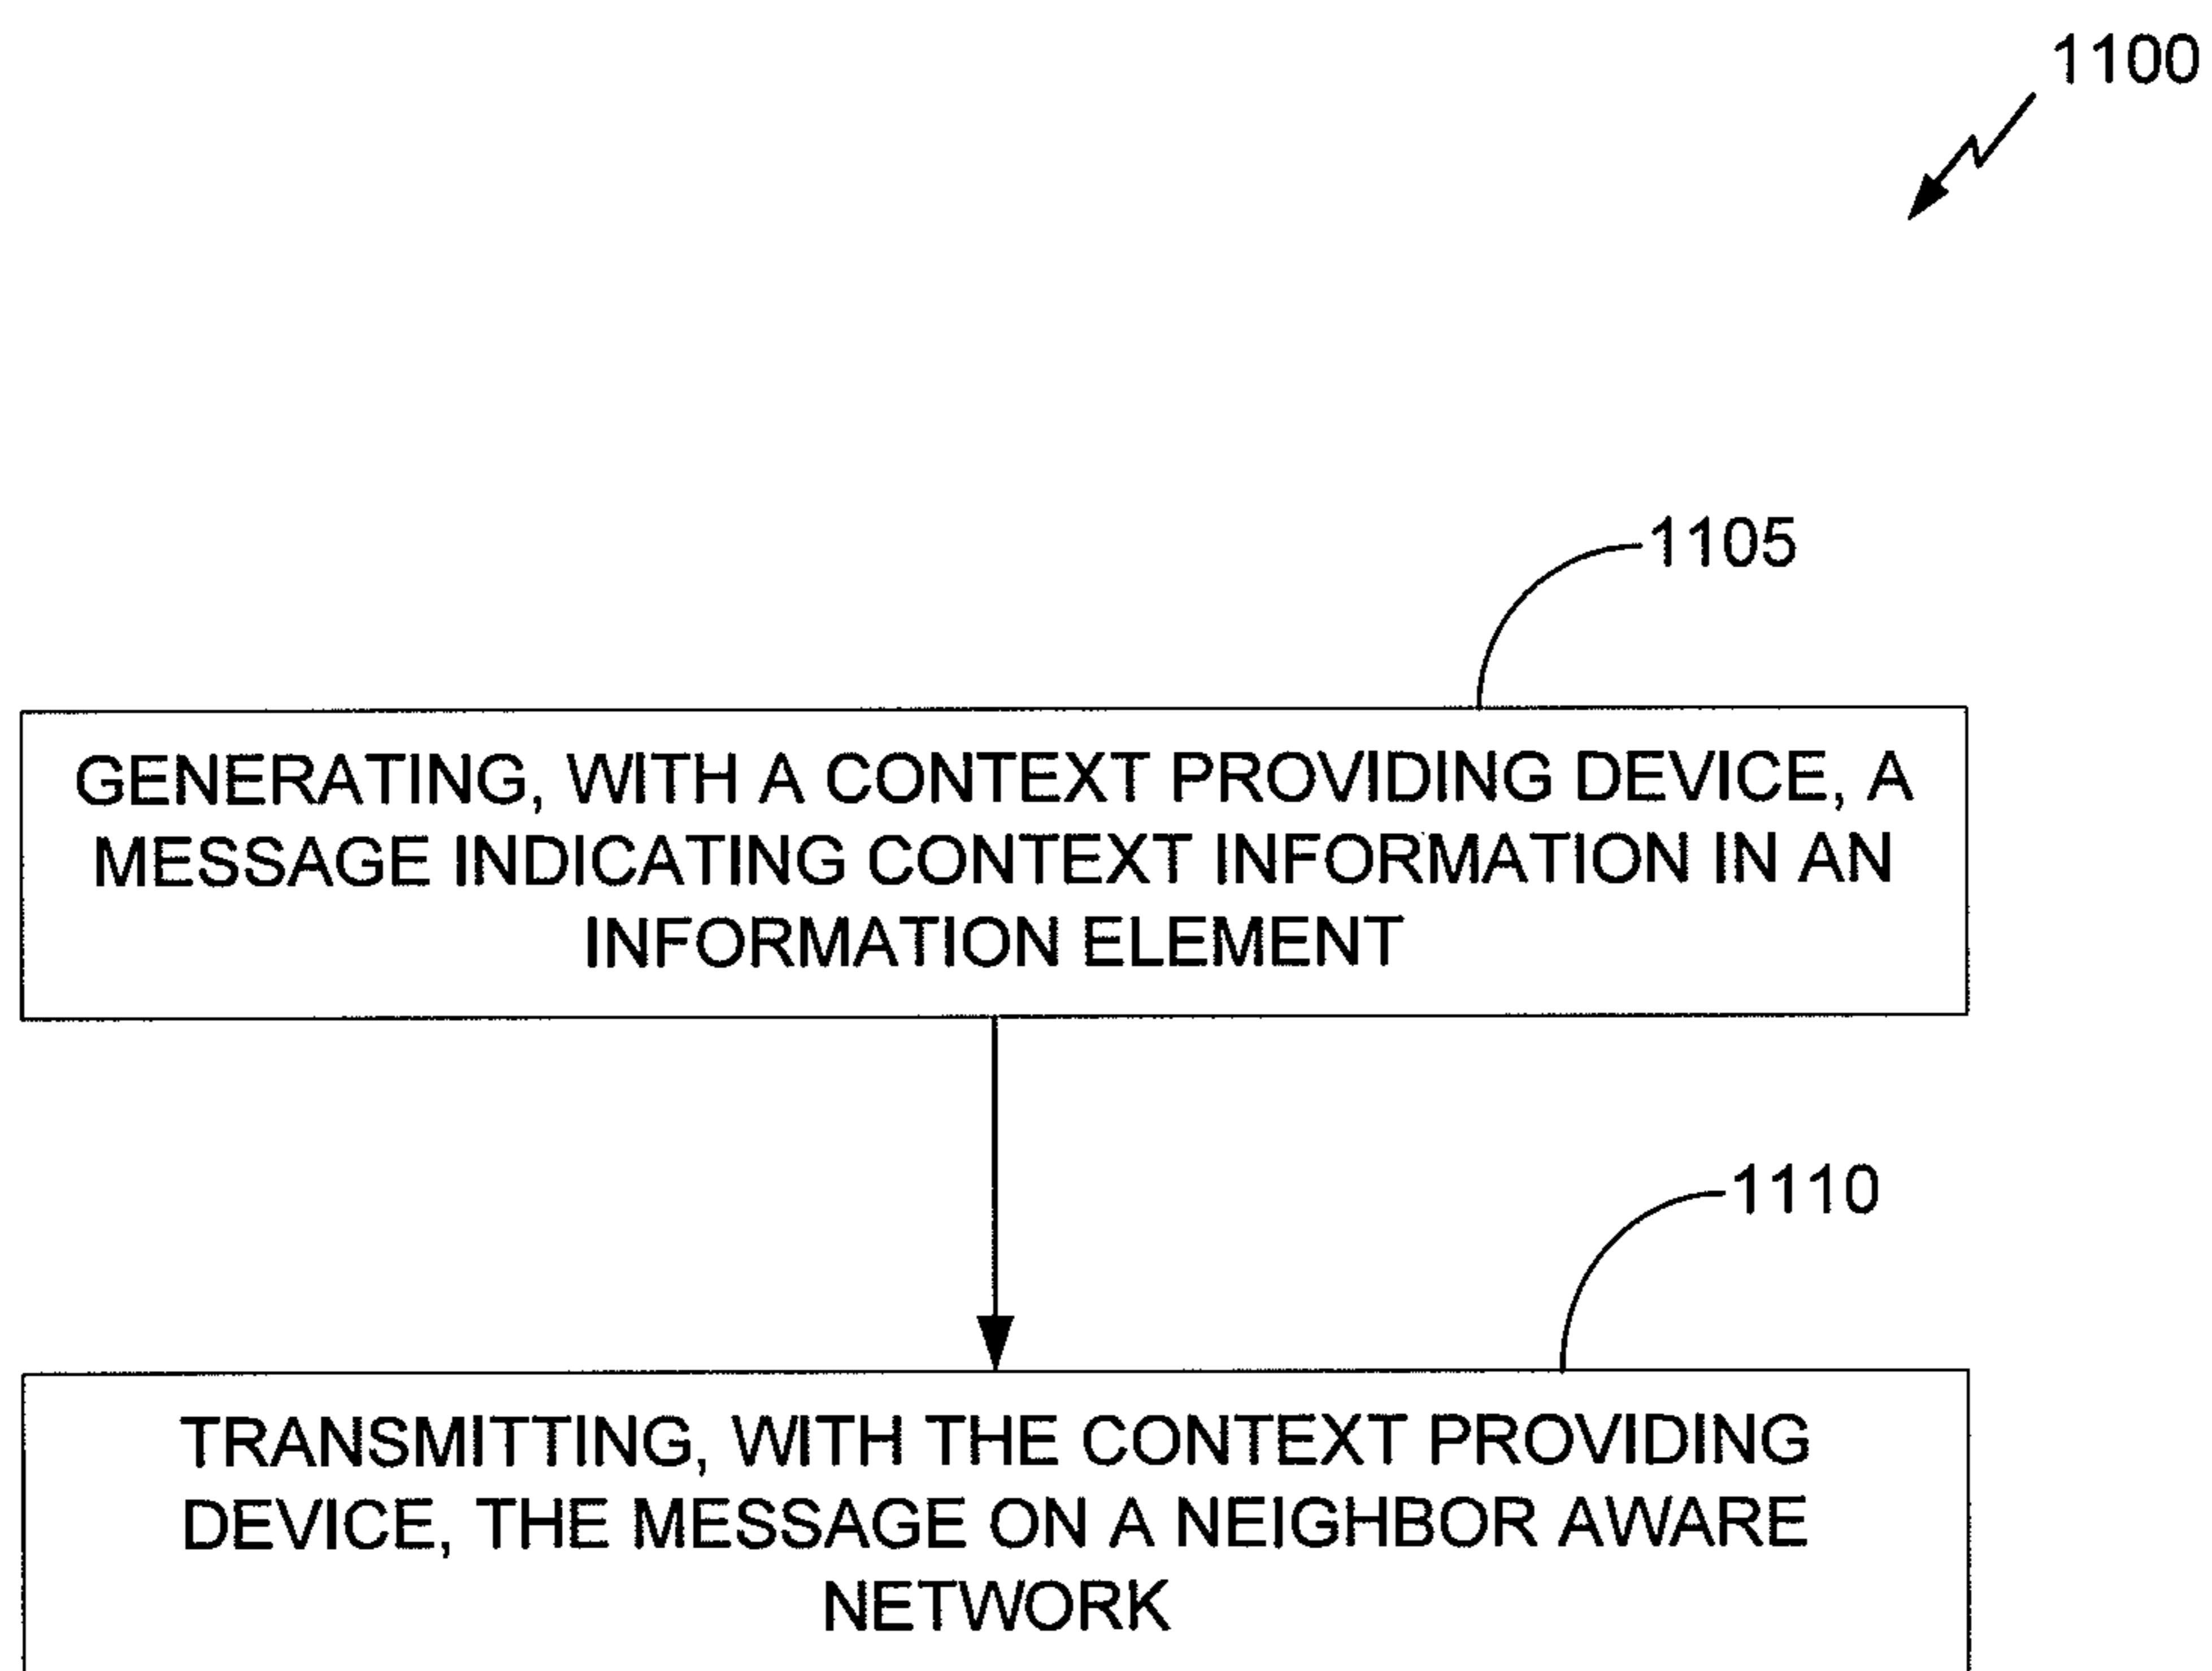 1100
1105
GENERATING, WITH A CONTEXT PROVIDING DEVICE, A
MESSAGE INDICATING CONTEXT INFORMATION IN AN
INFORMATION ELEMENT
1110
TRANSMITTING, WITH THE CONTEXT PROVIDING
DEVICE, THE MESSAGE ON A NEIGHBOR AWARE
NETWORK